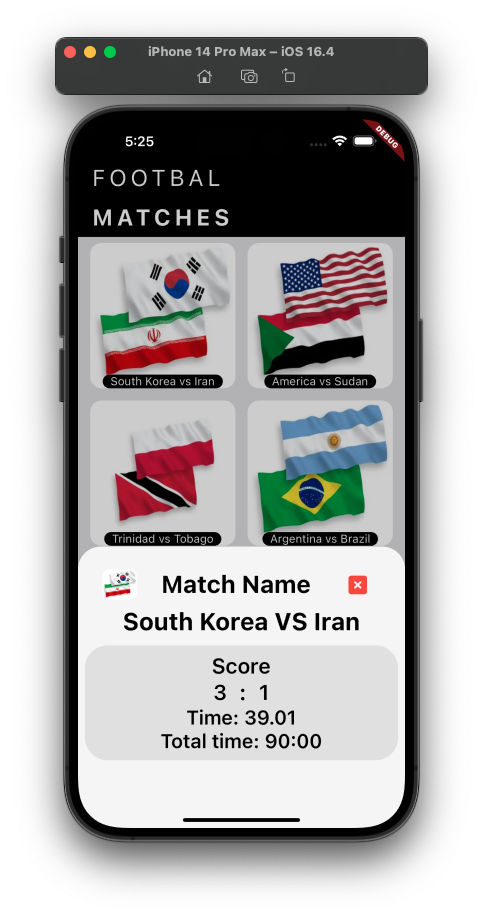 iPhone 14 Pro Max – iOS 16.4
5:25
DEBUG
FOOTBAL
MATCHES
South Korea vs Iran
America vs Sudan
Trinidad vs Tobago
Argentina vs Brazil
Match Name
South Korea VS Iran
Score
3 : 1
Time: 39.01
Total time: 90:00